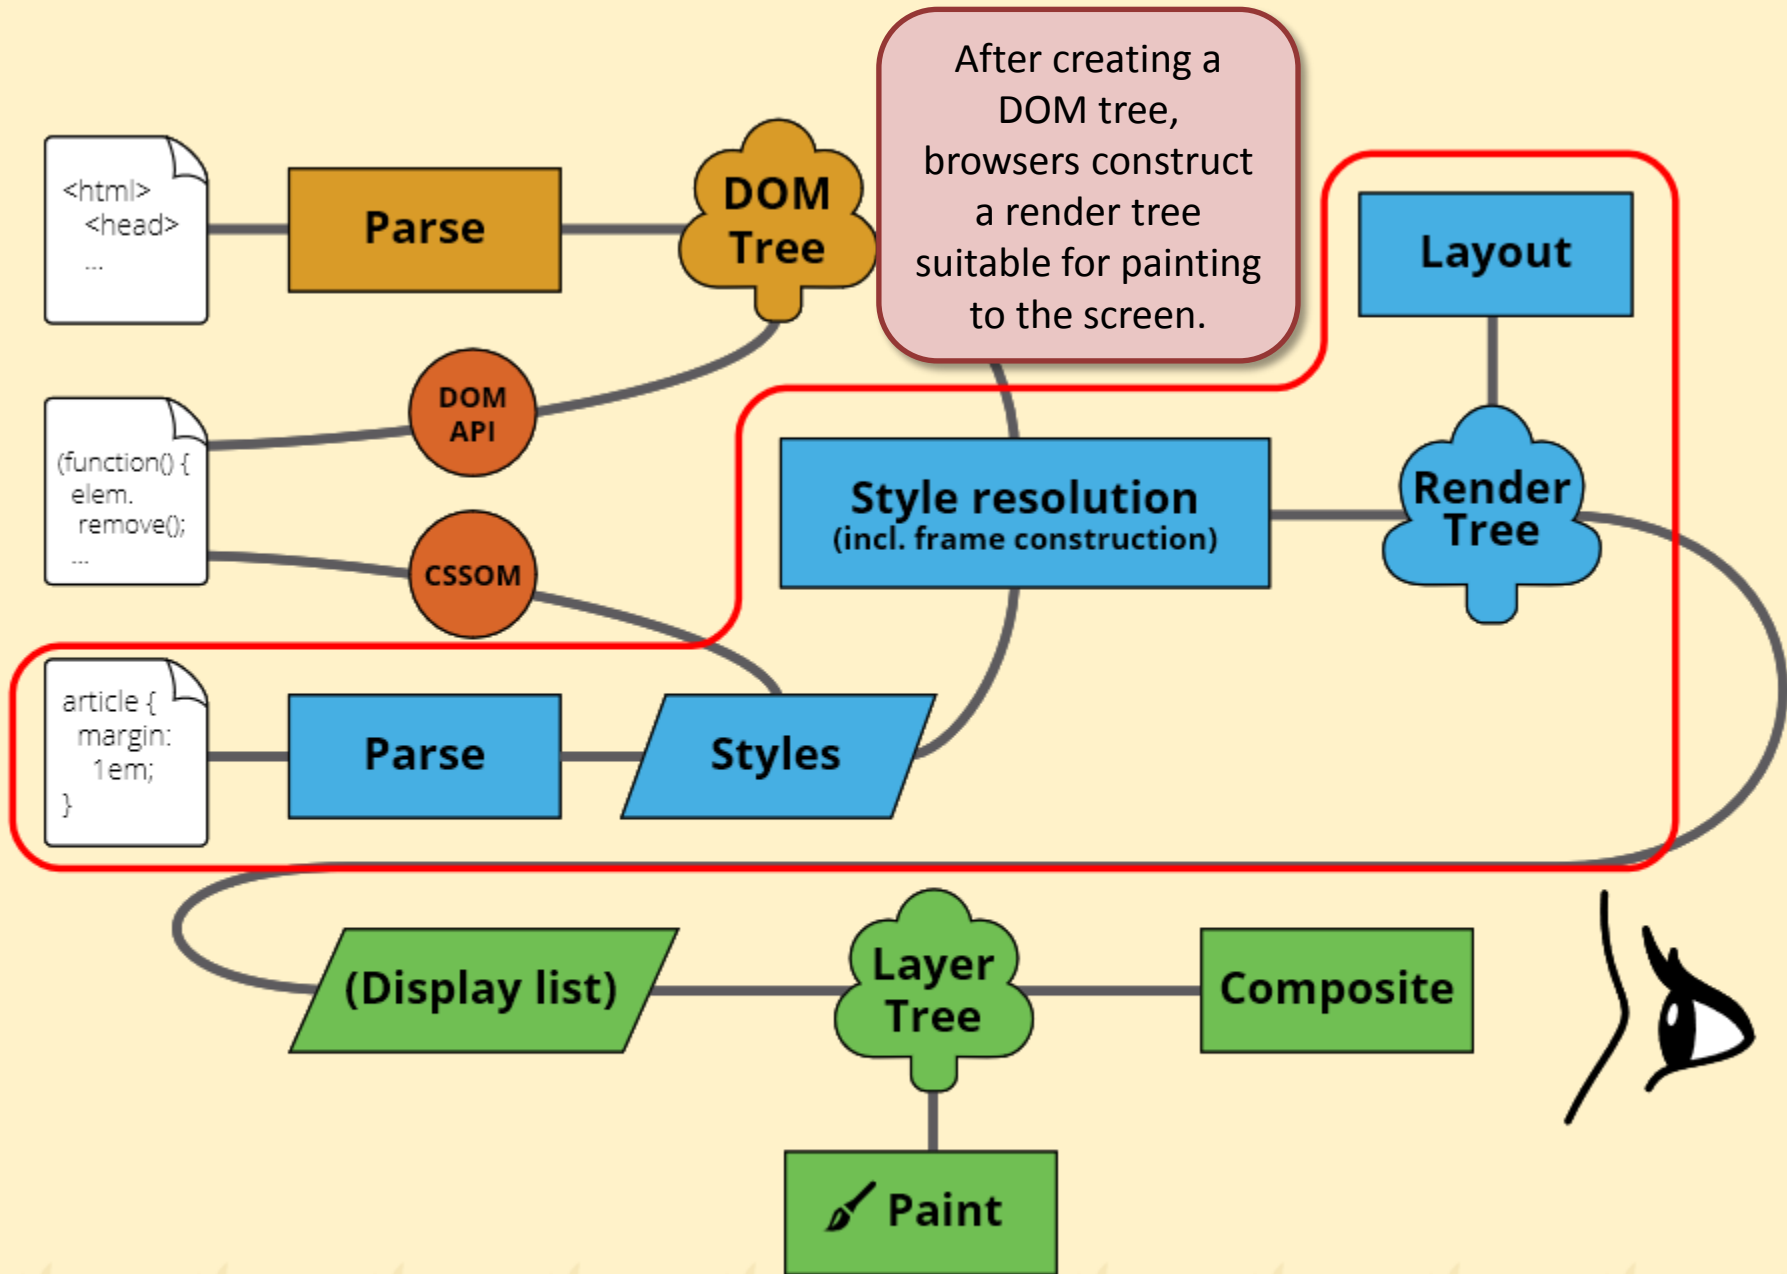 After creating a
DOM tree,
browsers construct
a render tree
suitable for painting
to the screen.
<html>
<head>
...
Parse
DOM
Tree
Layout
(function() {
elem.
remove();
...
DOM
API
CSSOM
Style resolution
(incl. frame construction)
Render
Tree
article {
margin:
1em;
}
Parse
Styles
(Display list)
Layer
Tree
Composite
Paint